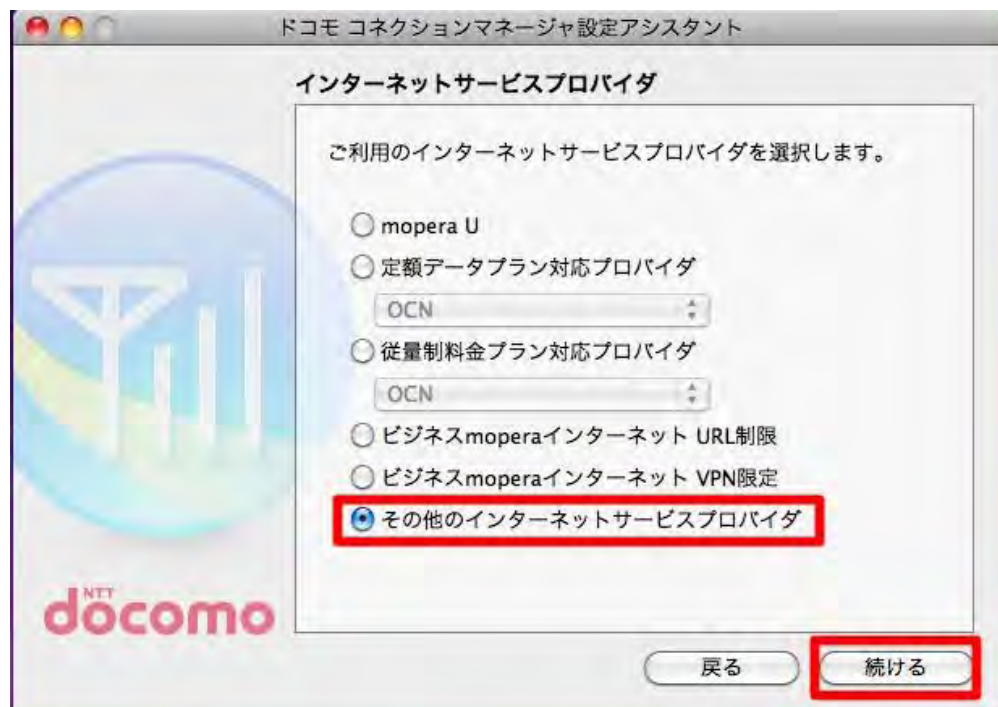 ドコモ コネクションマネージャ設定アシスタント
インターネットサービスプロバイダ
ご利用のインターネットサービスプロバイダを選択します。
mopera U
定額データプラン対応プロバイダ
OCN
従量制料金プラン対応プロバイダ
OCN
ビジネスmoperaインターネット URL制限
ビジネスmoperaインターネット VPN限定
その他のインターネットサービスプロバイダ
NTT
docomo
戻る
続ける